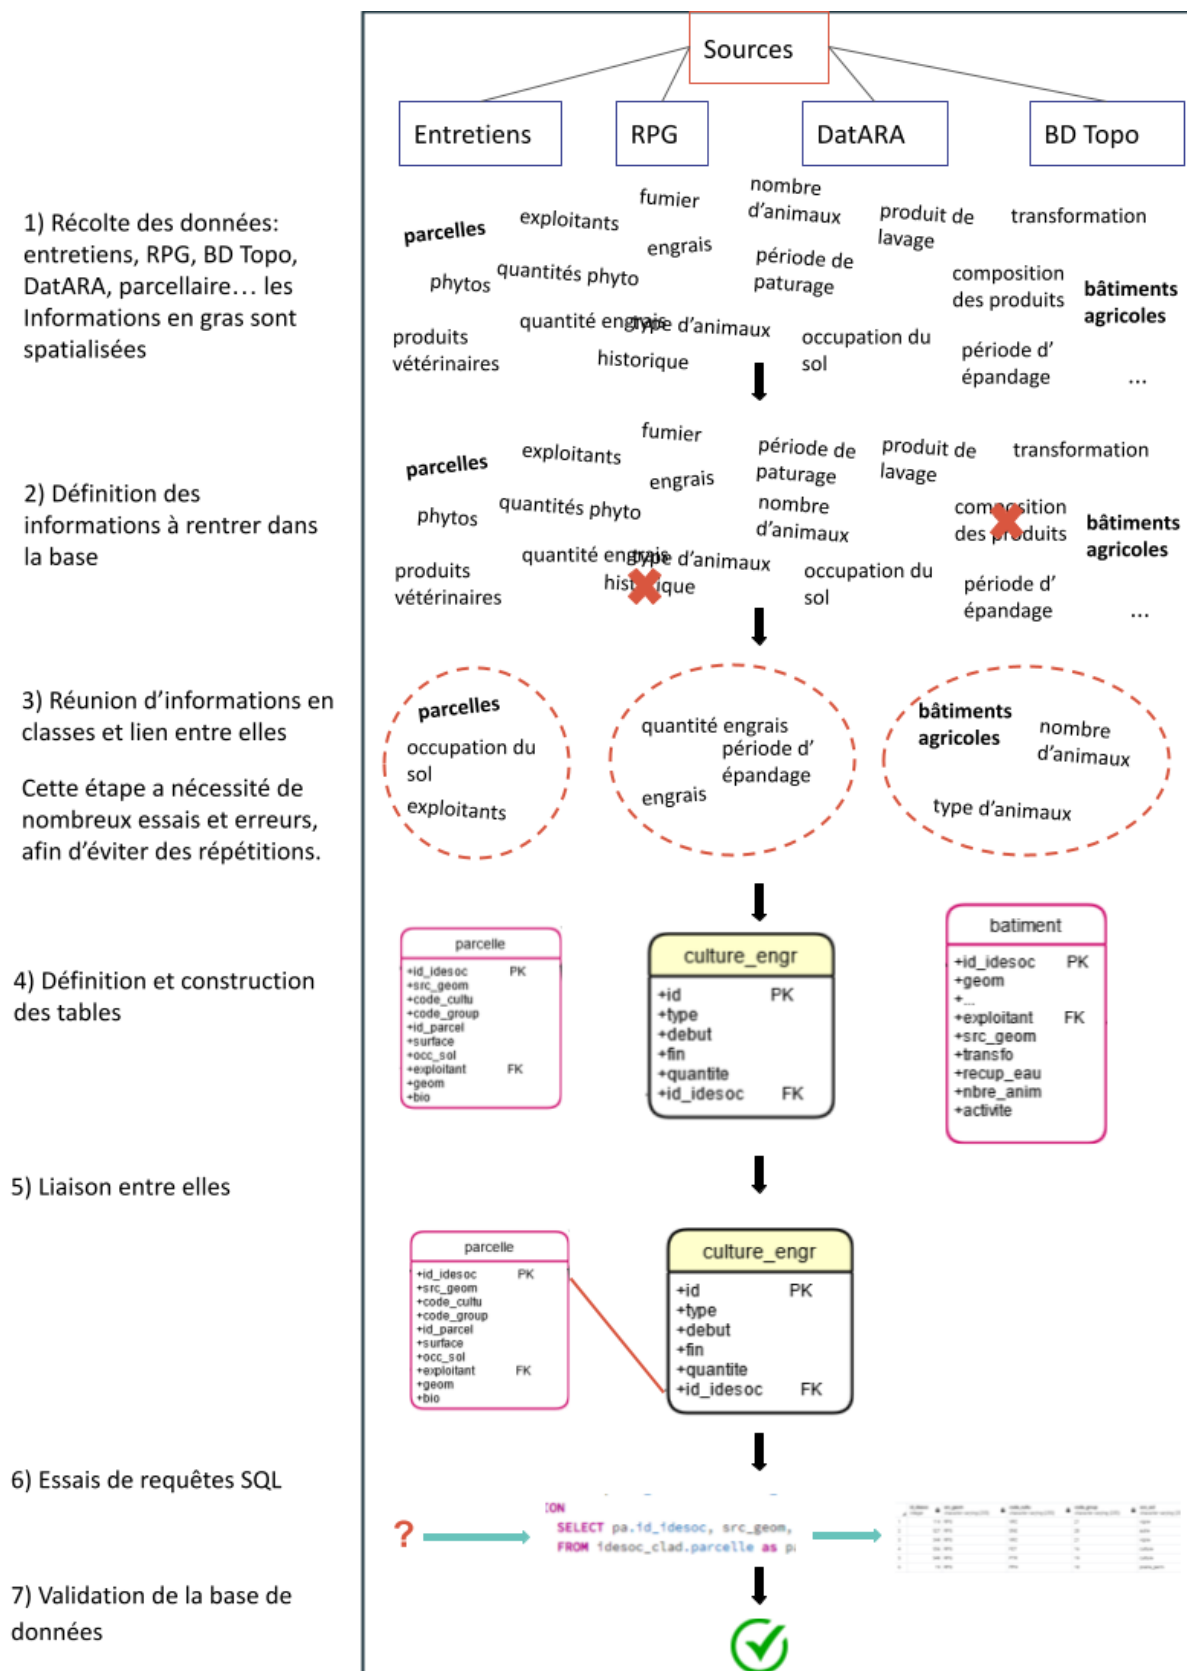 Sources
Entretiens
RPG
DatARA
BD Topo
1) Récolte des données:
entretiens, RPG, BD Topo,
DatARA, parcellaire… les
Informations en gras sont
spatialisées
parcelles
exploitants
fumier
nombre
d’animaux
produit de
lavage
transformation
phytos
quantités phyto
engrais
période de
paturage
composition
des produits
bâtiments
agricoles
produits
vétérinaires
quantité engrais
type d’animaux
historique
occupation du
sol
période d’
épandage
...
2) Définition des
informations à rentrer dans
la base
parcelles
exploitants
fumier
période de
paturage
produit de
lavage
transformation
phytos
quantités phyto
engrais
nombre
d’animaux
composition
des produits
bâtiments
agricoles
produits
vétérinaires
quantité engrais
type d’animaux
historique
occupation du
sol
période d’
épandage
...
3) Réunion d’informations en
classes et lien entre elles
Cette étape a nécessité de
nombreux essais et erreurs,
afin d’éviter des répétitions.
parcelles
occupation du
sol
exploitants
quantité engrais
période d’
épandage
engrais
bâtiments
agricoles
nombre
d’animaux
type d’animaux
4) Définition et construction
des tables
parcelle
+id_idesoc PK
+src_geom
+code_cultu
+code_group
+id_parcel
+surface
+occ_sol
+exploitant FK
+geom
+bio
culture_engr
+id PK
+type
+debut
+fin
+quantite
+id_idesoc FK
batiment
+id_idesoc PK
+geom
+...
+exploitant FK
+src_geom
+transfo
+recup_eau
+nbre_anim
+activite
5) Liaison entre elles
parcelle
+id_idesoc PK
+src_geom
+code_cultu
+code_group
+id_parcel
+surface
+occ_sol
+exploitant FK
+geom
+bio
culture_engr
+id PK
+type
+debut
+fin
+quantite
+id_idesoc FK
6) Essais de requêtes SQL
?
ION
SELECT pa.id_idesoc, src_geom,
FROM idesoc_clad.parcelle as pa
7) Validation de la base de
données